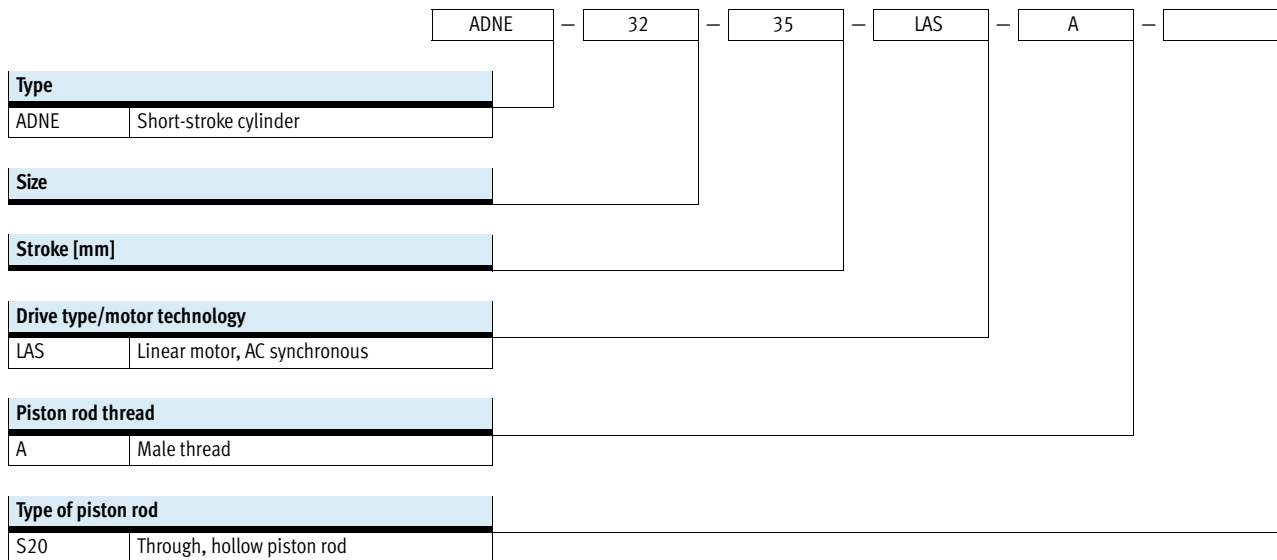 ADNE – 32 – 35 – LAS – A –
Type
ADNE Short-stroke cylinder
Size
Stroke [mm]
Drive type/motor technology
LAS Linear motor, AC synchronous
Piston rod thread
A Male thread
Type of piston rod
S20 Through, hollow piston rod